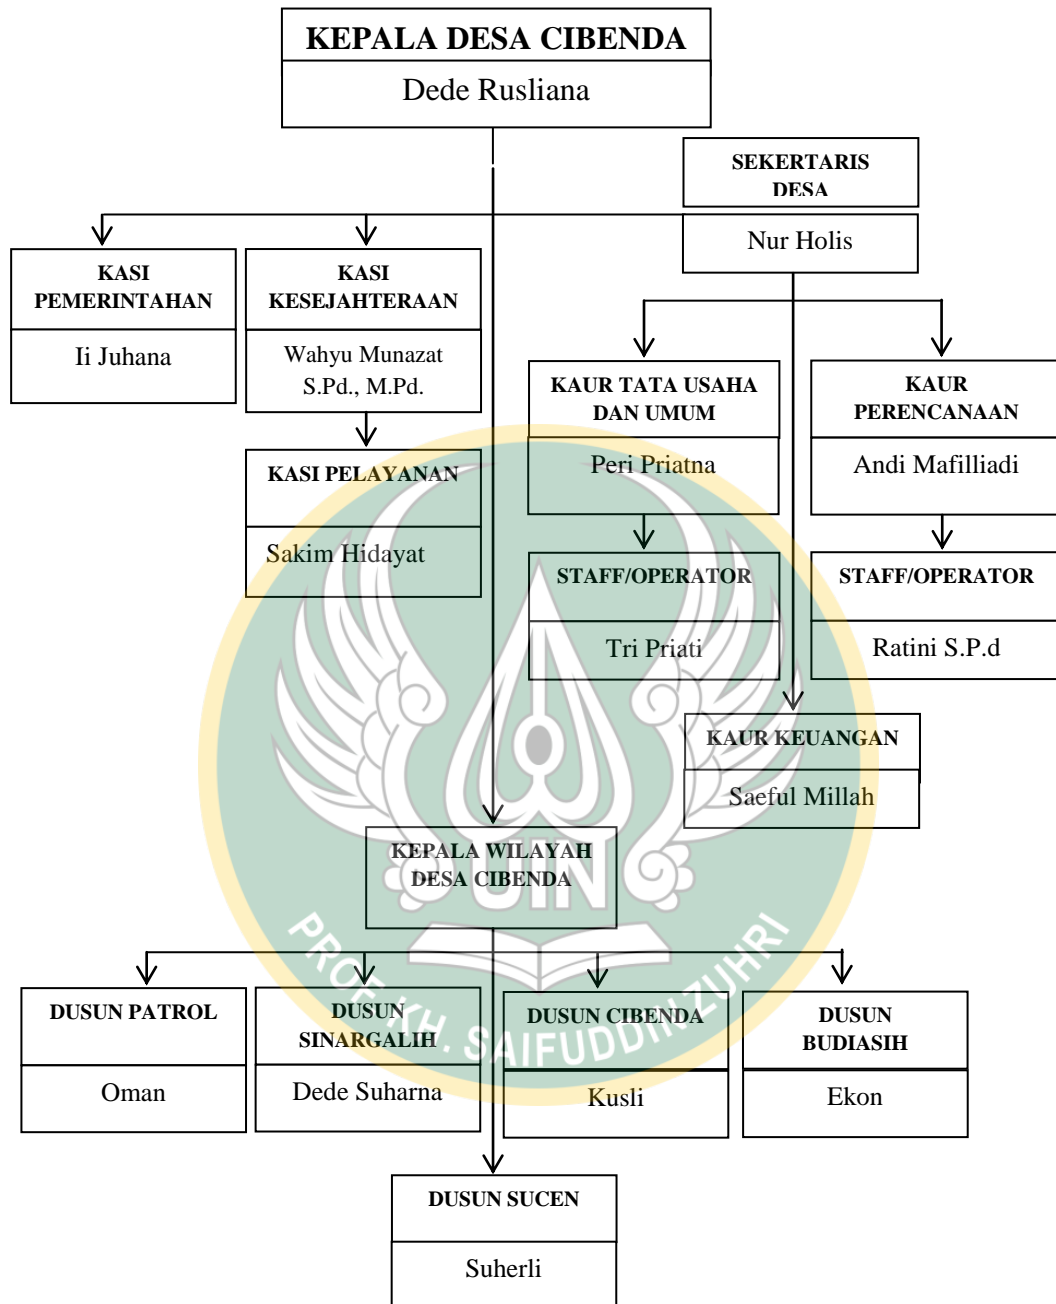 KEPALA DESA CIBENDA
Dede Rusliana
SEKERTARIS
DESA
Nur Holis
KASI
PEMERINTAHAN
Ii Juhana
KASI
KESEJAHTERAAN
Wahyu Munazat
S.Pd., M.Pd.
KASI PELAYANAN
Sakim Hidayat
KAUR TATA USAHA
DAN UMUM
Peri Priatna
KAUR
PERENCANAAN
Andi Mafilliadi
STAFF/OPERATOR
Tri Priati
STAFF/OPERATOR
Ratini S.P.d
KAUR KEUANGAN
Saeful Millah
KEPALA WILAYAH
DESA CIBENDA
DUSUN PATROL
Oman
DUSUN
SINARGALIH
Dede Suharna
DUSUN CIBENDA
Kusli
DUSUN
BUDIASIH
Ekon
DUSUN SUCEN
Suherli
UIN
PROF. KH. SAIFUDDIN ZUHRI